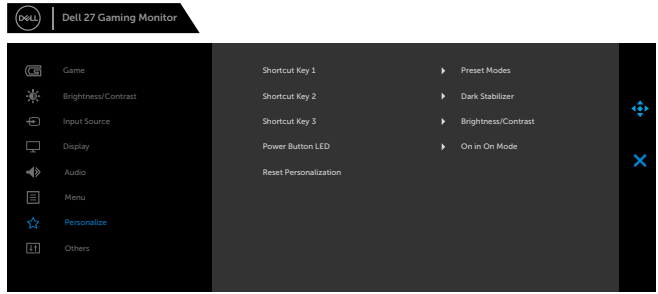 DELL
Dell 27 Gaming Monitor
Game
Shortcut Key 1 Preset Modes
Brightness/Contrast
Shortcut Key 2 Dark Stabilizer
Input Source
Shortcut Key 3 Brightness/Contrast
Display
Power Button LED On in On Mode
Audio
Reset Personalization
Menu
Personalize
Others